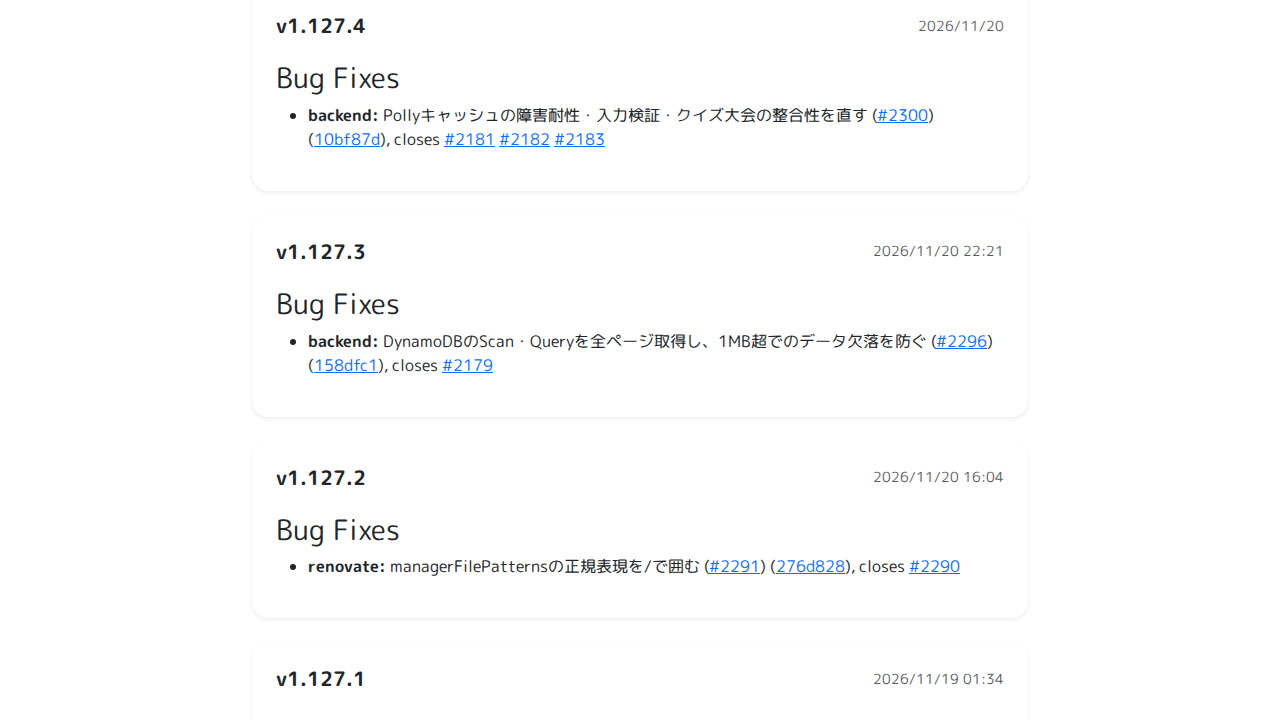 v1.127.4
2026/11/20
Bug Fixes
backend: Pollyキャッシュの障害耐性・入力検証・クイズ大会の整合性を直す (#2300)
(10bf87d), closes #2181 #2182 #2183
v1.127.3
2026/11/20 22:21
Bug Fixes
backend: DynamoDBのScan・Queryを全ページ取得し、1MB超でのデータ欠落を防ぐ (#2296)
(158dfc1), closes #2179
v1.127.2
2026/11/20 16:04
Bug Fixes
renovate: managerFilePatternsの正規表現を/で囲む (#2291) (276d828), closes #2290
v1.127.1
2026/11/19 01:34